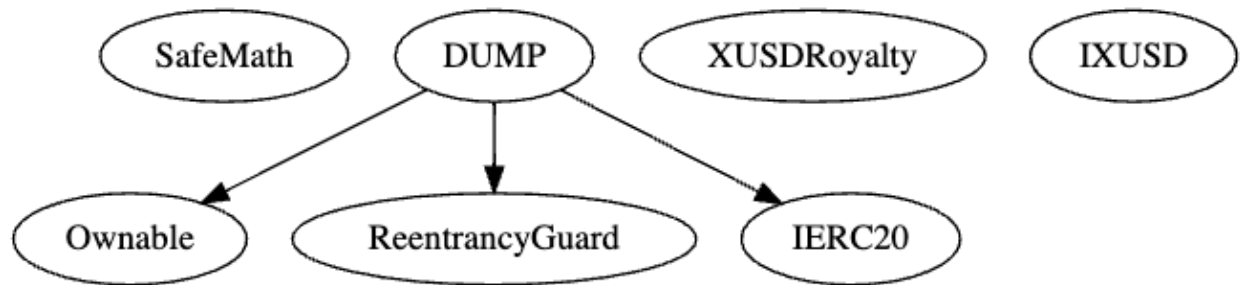 SafeMath DUMP XUSDRoyalty IXUSD
Ownable ReentrancyGuard IERC20